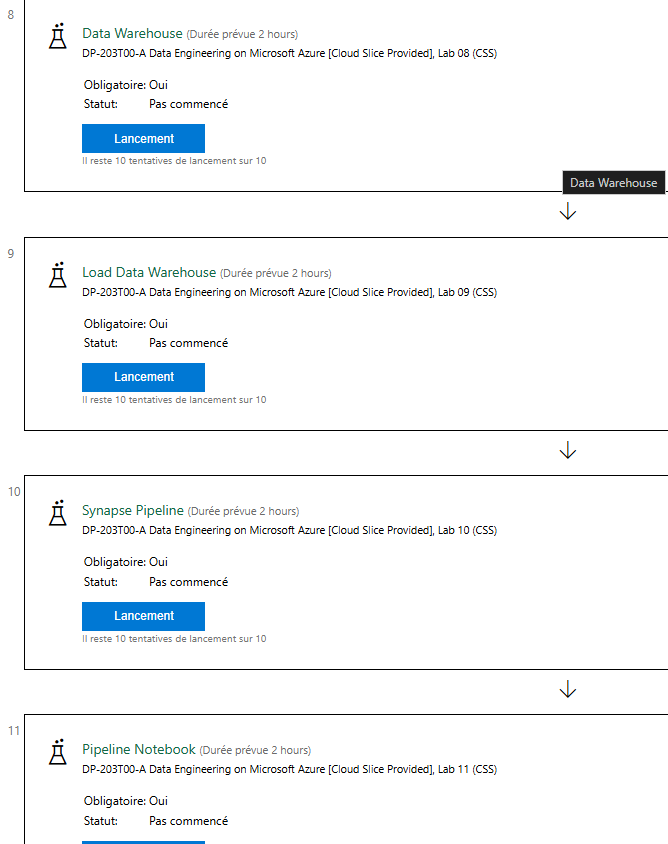 8
Data Warehouse (Durée prévue 2 hours)
DP-203T00-A Data Engineering on Microsoft Azure [Cloud Slice Provided], Lab 08 (CSS)
Obligatoire: Oui
Statut: Pas commencé
Lancement
Il reste 10 tentatives de lancement sur 10
Data Warehouse
9
Load Data Warehouse (Durée prévue 2 hours)
DP-203T00-A Data Engineering on Microsoft Azure [Cloud Slice Provided], Lab 09 (CSS)
Obligatoire: Oui
Statut: Pas commencé
Lancement
Il reste 10 tentatives de lancement sur 10
10
Synapse Pipeline (Durée prévue 2 hours)
DP-203T00-A Data Engineering on Microsoft Azure [Cloud Slice Provided], Lab 10 (CSS)
Obligatoire: Oui
Statut: Pas commencé
Lancement
Il reste 10 tentatives de lancement sur 10
11
Pipeline Notebook (Durée prévue 2 hours)
DP-203T00-A Data Engineering on Microsoft Azure [Cloud Slice Provided], Lab 11 (CSS)
Obligatoire: Oui
Statut: Pas commencé